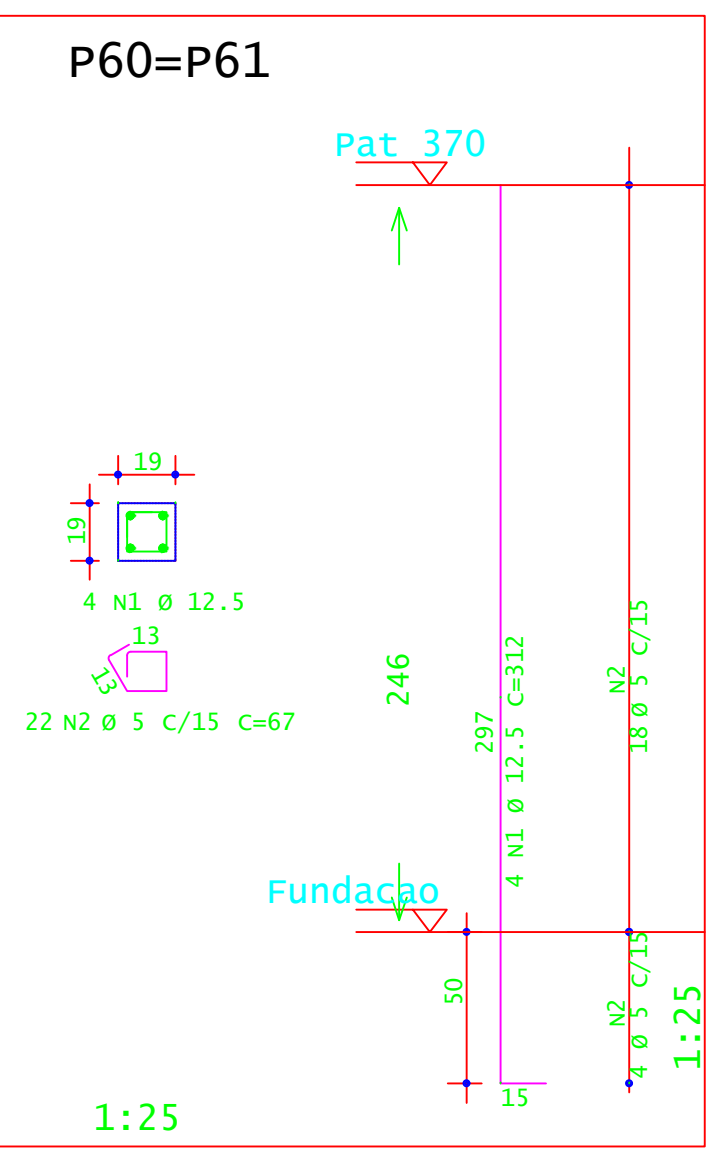 P60=P61
Pat 370
19
19
4 N1 Ø 12.5
13
13
22 N2 Ø 5 C/15 C=67
246
297
4 N1 Ø 12.5 C=312
N2
18 Ø 5 C/15
Fundacao
50
15
N2
4 Ø 5 C/15
1:25
1:25